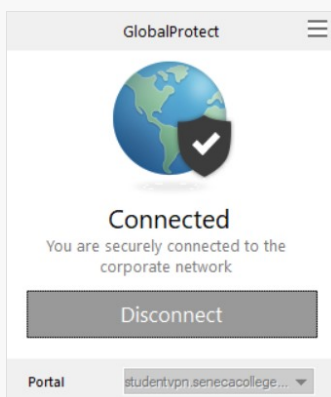 GlobalProtect
Connected
You are securely connected to the
corporate network
Disconnect
Portal studentvpn.senecacollege...